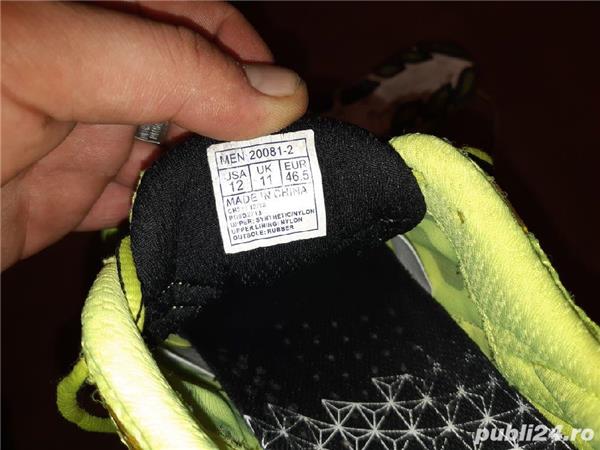 MEN 20081-2
USA UK EUR
12 11 46.5
MADE IN CHINA
UPPER: SYNTHETIC/NYLON
UPPER LINING: NYLON
OUTSOLE: RUBBER
publi24.ro